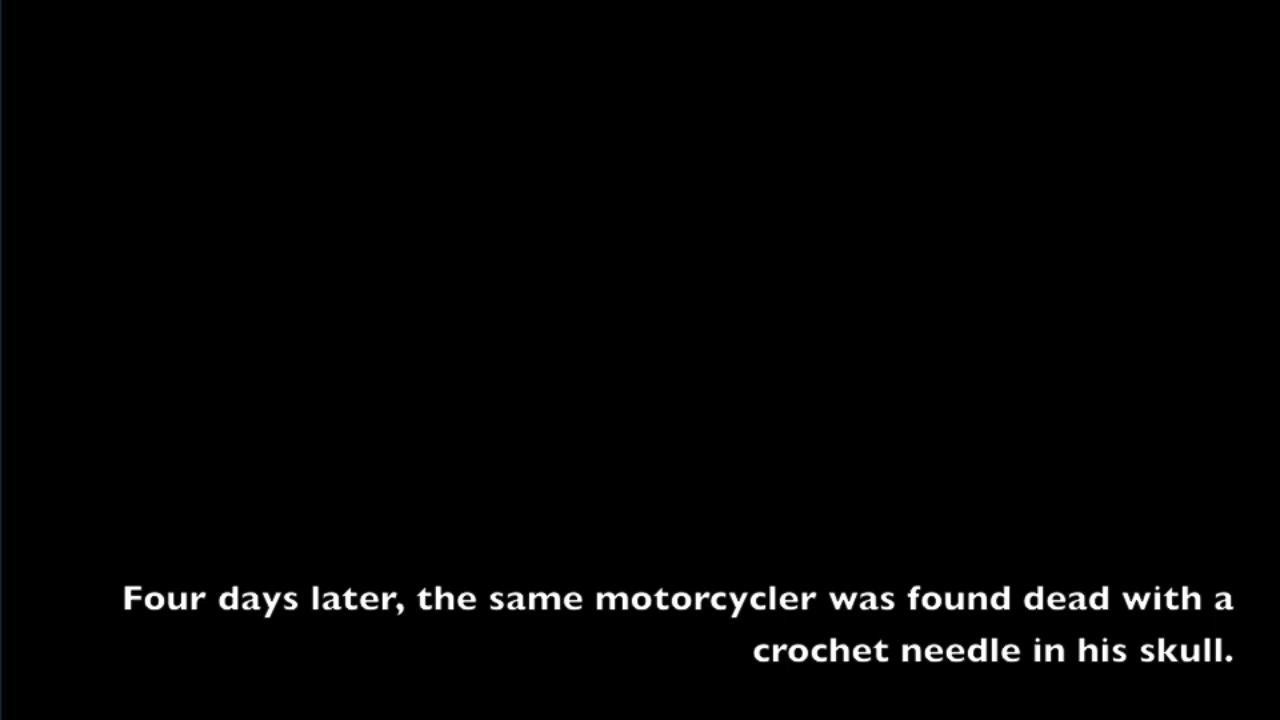 Four days later, the same motorcycler was found dead with a
crochet needle in his skull.